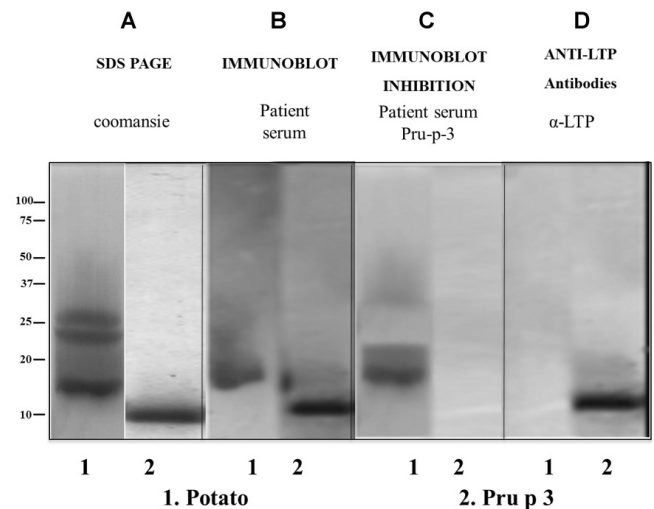 A B C D
SDS PAGE IMMUNOBLOT IMMUNOBLOT INHIBITION ANTI-LTP Antibodies
coomansie Patient serum Patient serum Pru-p-3 α-LTP
100
75
50
37
25
20
10
1 2 1 2 1 2 1 2
1. Potato 2. Pru p 3